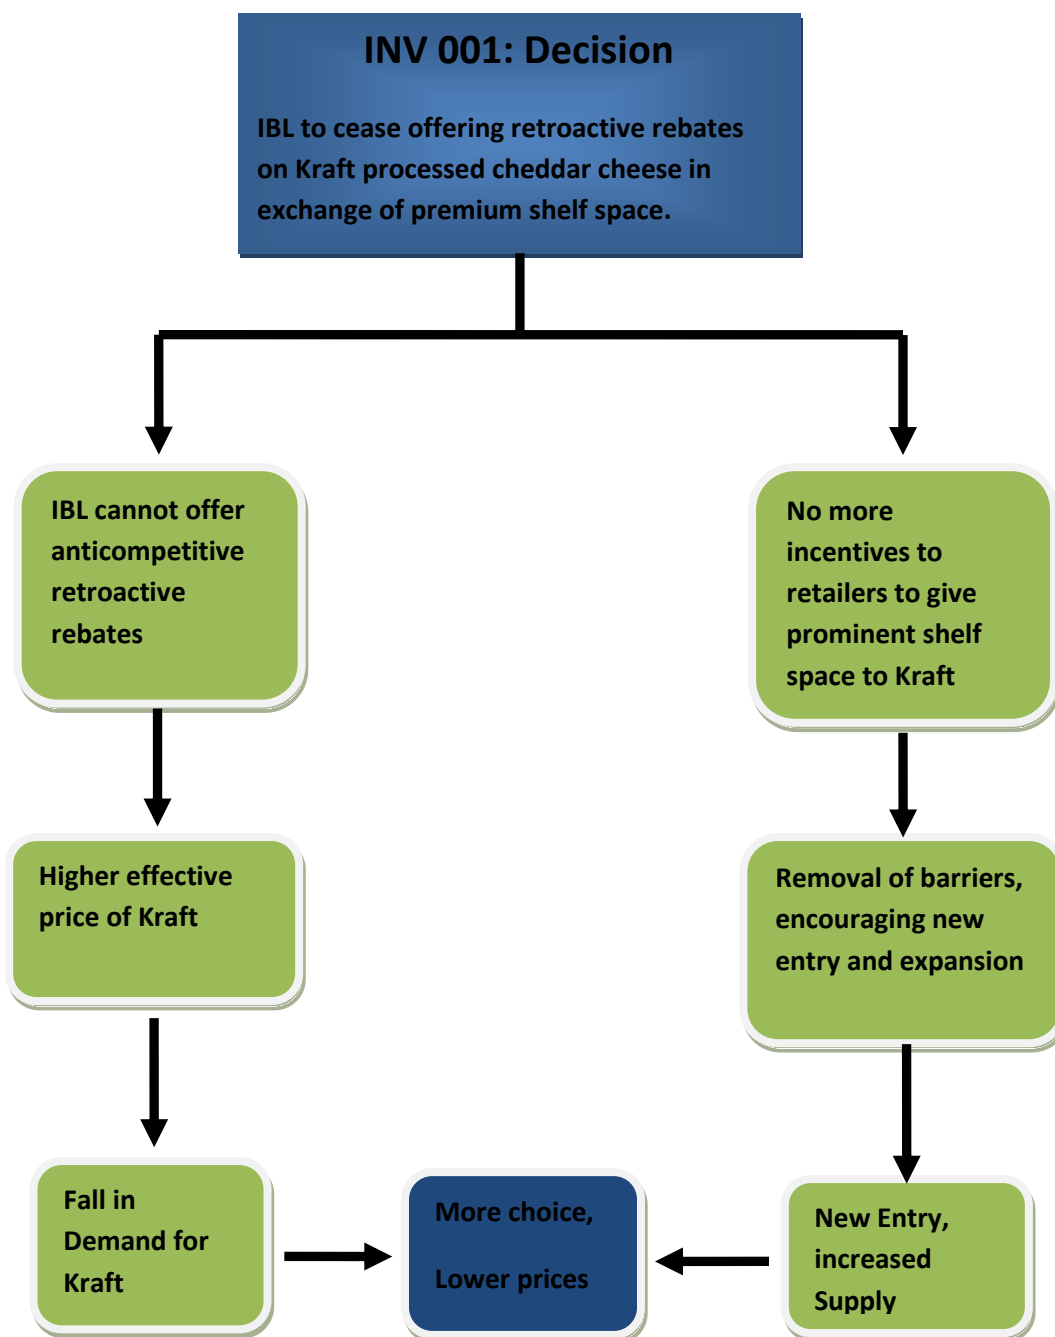 INV 001: Decision
IBL to cease offering retroactive rebates
on Kraft processed cheddar cheese in
exchange of premium shelf space.
IBL cannot offer
anticompetitive
retroactive
rebates
No more
incentives to
retailers to give
prominent shelf
space to Kraft
Higher effective
price of Kraft
Removal of barriers,
encouraging new
entry and expansion
Fall in
Demand for
Kraft
More choice,
Lower prices
New Entry,
increased
Supply